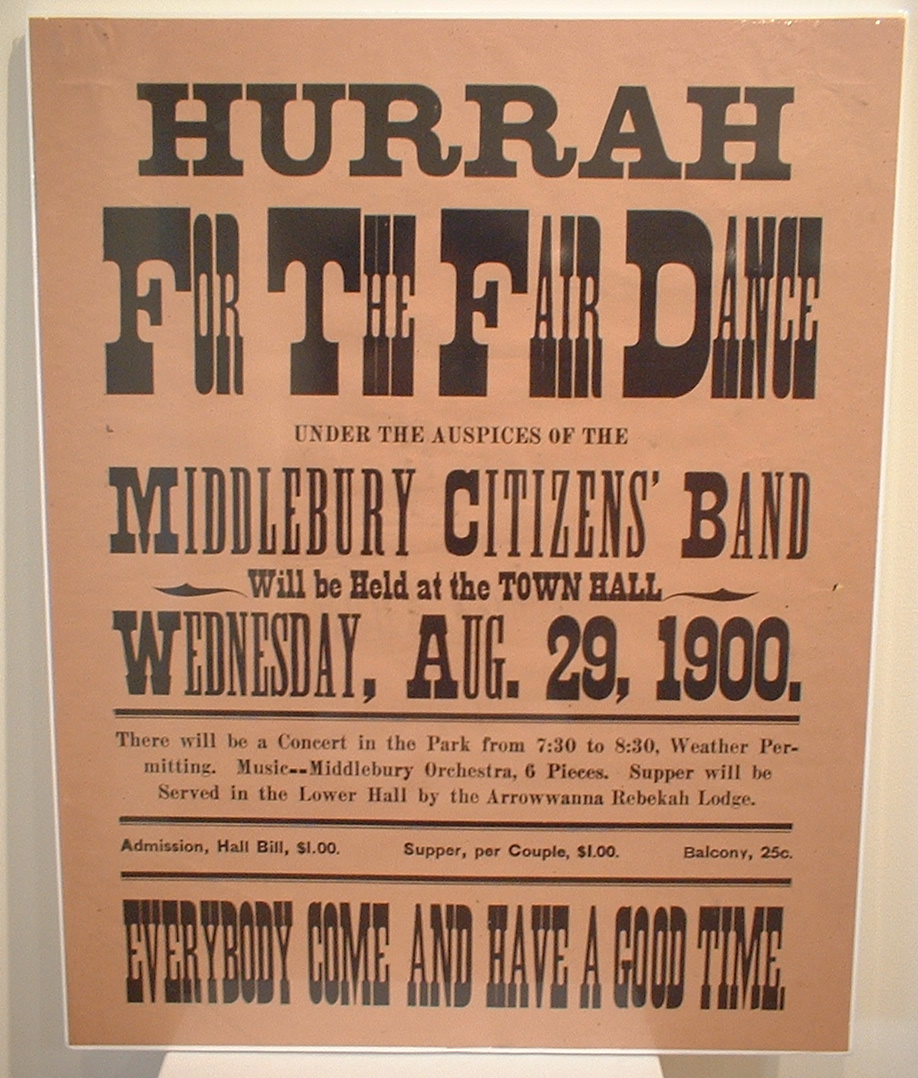 HURRAH
FOR THE FAIR DANCE
UNDER THE AUSPICES OF THE
MIDDLEBURY CITIZENS' BAND
Will be Held at the TOWN HALL
WEDNESDAY, AUG. 29, 1900.
There will be a Concert in the Park from 7:30 to 8:30, Weather Per-
mitting. Music--Middlebury Orchestra, 6 Pieces. Supper will be
Served in the Lower Hall by the Arrowwanna Rebekah Lodge.
Admission, Hall Bill, $1.00. Supper, per Couple, $1.00. Balcony, 25c.
EVERYBODY COME AND HAVE A GOOD TIME.